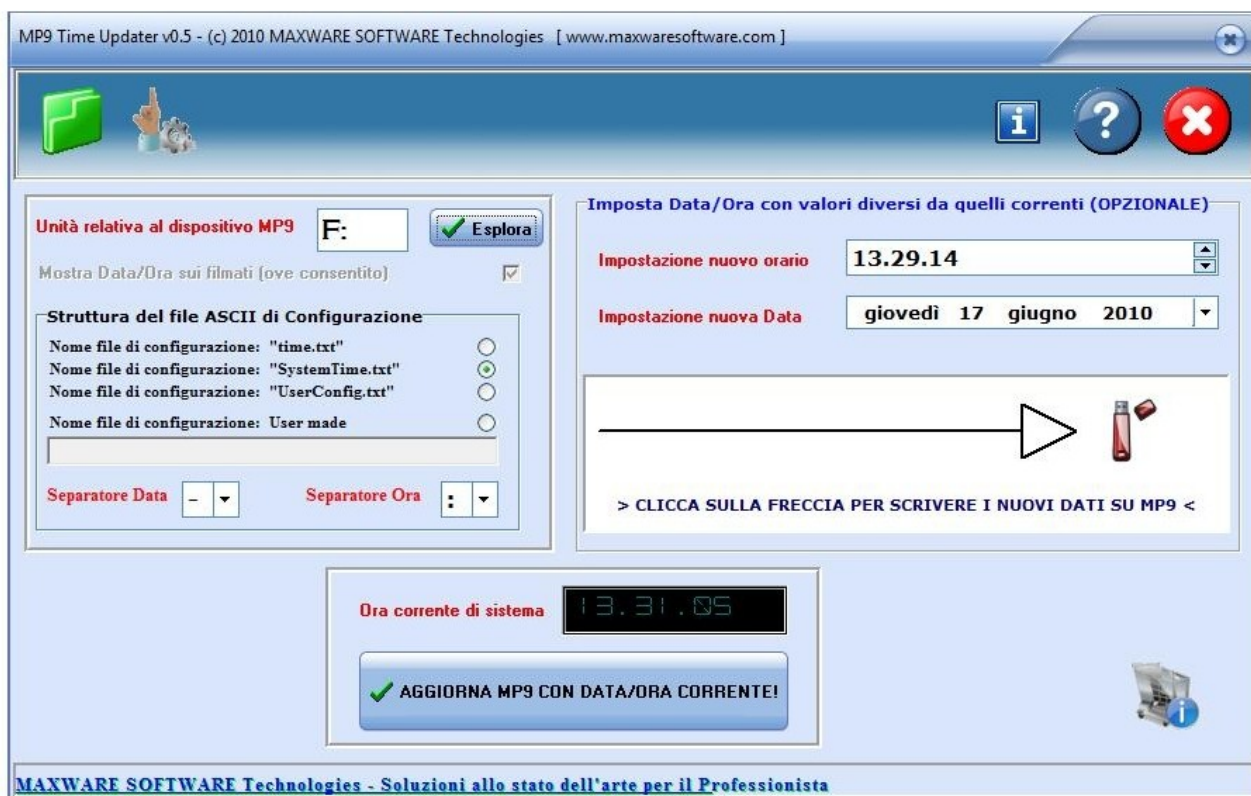 MP9 Time Updater v0.5 - (c) 2010 MAXWARE SOFTWARE Technologies [ www.maxwaresoftware.com ]
Unità relativa al dispositivo MP9
F:
Esplora
Mostra Data/Ora sui filmati (ove consentito)
Struttura del file ASCII di Configurazione
Nome file di configurazione: "time.txt"
Nome file di configurazione: "SystemTime.txt"
Nome file di configurazione: "UserConfig.txt"
Nome file di configurazione: User made
Separatore Data
-
Separatore Ora
:
Imposta Data/Ora con valori diversi da quelli correnti (OPZIONALE)
Impostazione nuovo orario
13.29.14
Impostazione nuova Data
giovedì 17 giugno 2010
> CLICCA SULLA FRECCIA PER SCRIVERE I NUOVI DATI SU MP9 <
Ora corrente di sistema
13.31.05
AGGIORNA MP9 CON DATA/ORA CORRENTE!
MAXWARE SOFTWARE Technologies - Soluzioni allo stato dell'arte per il Professionista